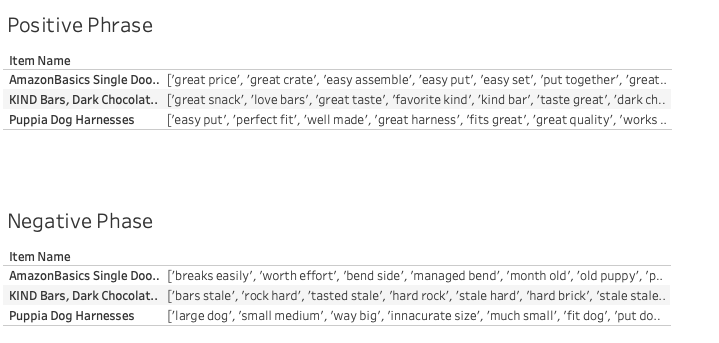 Positive Phrase
Item Name
AmazonBasics Single Doo.. ['great price', 'great crate', 'easy assemble', 'easy put', 'easy set', 'put together', 'great..
KIND Bars, Dark Chocolat.. ['great snack', 'love bars', 'great taste', 'favorite kind', 'kind bar', 'taste great', 'dark ch..
Puppia Dog Harnesses ['easy put', 'perfect fit', 'well made', 'great harness', 'fits great', 'great quality', 'works ..
Negative Phase
Item Name
AmazonBasics Single Doo.. ['breaks easily', 'worth effort', 'bend side', 'managed bend', 'month old', 'old puppy', 'p..
KIND Bars, Dark Chocolat.. ['bars stale', 'rock hard', 'tasted stale', 'hard rock', 'stale hard', 'hard brick', 'stale stale..
Puppia Dog Harnesses ['large dog', 'small medium', 'way big', 'innacurate size', 'much small', 'fit dog', 'put do..